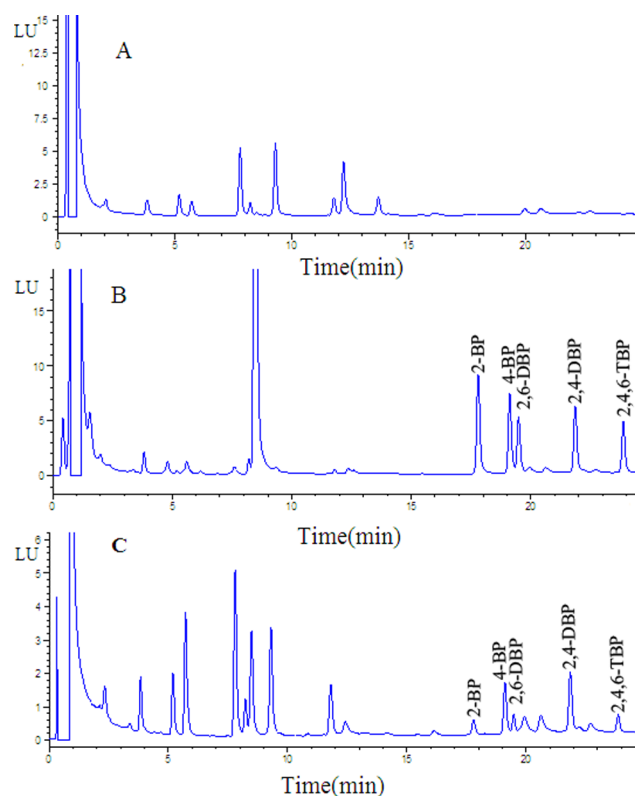 LU
15
A
12.5
10
7.5
5
2.5
0
0 5 10 15 20
Time(min)
LU
B
15
10
5
0
2-BP
4-BP
2,6-DBP
2,4-DBP
2,4,6-TBP
0 5 10 15 20
Time(min)
LU
C
6
5
4
3
2
1
0
2-BP
4-BP
2,6-DBP
2,4-DBP
2,4,6-TBP
0 5 10 15 20
Time(min)